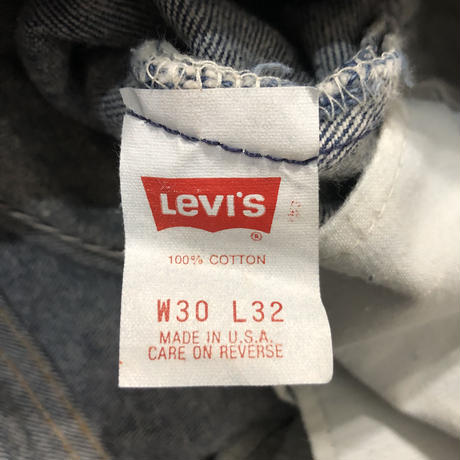 Levi's
®
100% COTTON
W30 L32
MADE IN U.S.A.
CARE ON REVERSE